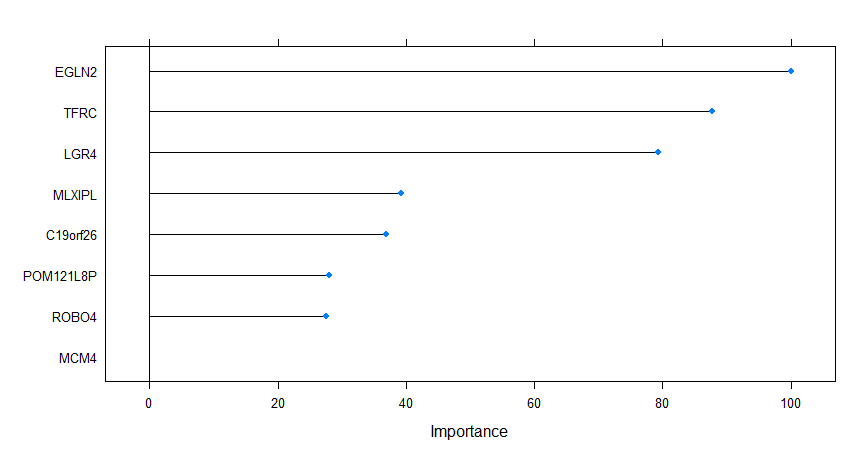 EGLN2
TFRC
LGR4
MLXIPL
C19orf26
POM121L8P
ROBO4
MCM4
0 20 40 60 80 100
Importance